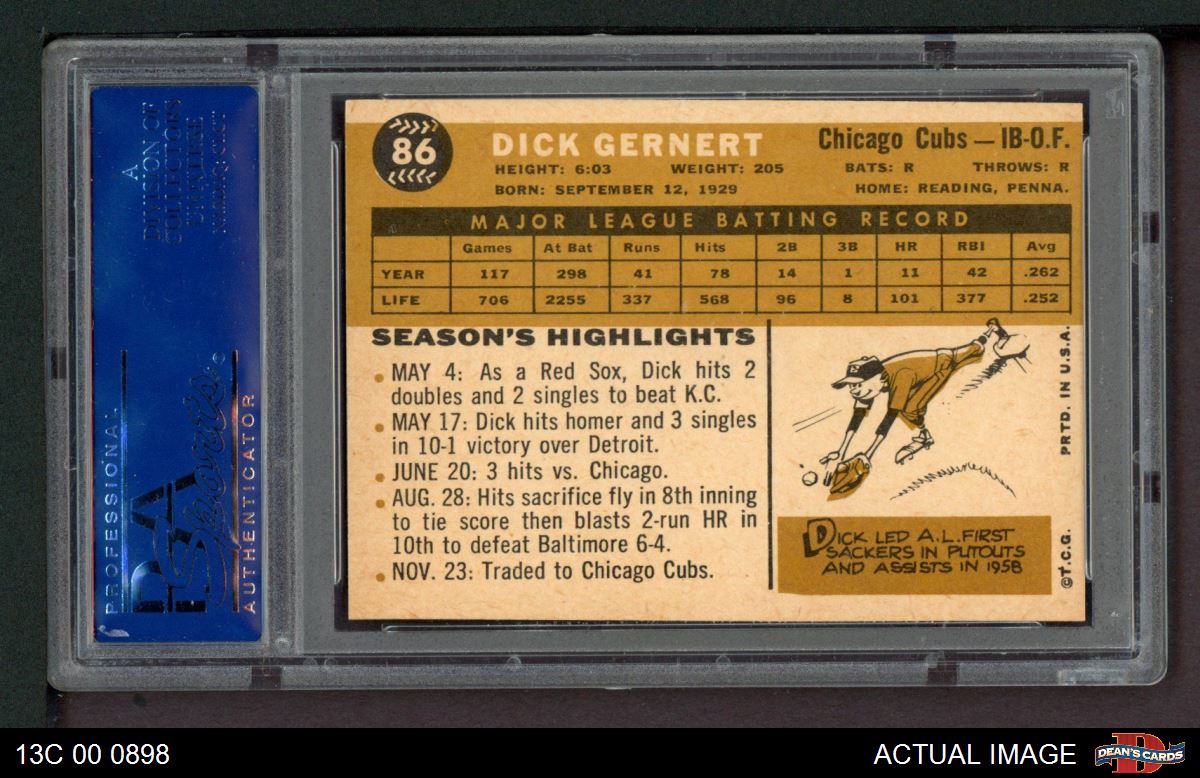 A
DIVISION OF
COLLECTORS
UNIVERSE
NASDAQ: CLCT
PROFESSIONAL
PSA
Sports
AUTHENTICATOR
86
DICK GERNERT
Chicago Cubs — IB-O.F.
HEIGHT: 6:03 WEIGHT: 205 BATS: R THROWS: R
BORN: SEPTEMBER 12, 1929 HOME: READING, PENNA.
MAJOR LEAGUE BATTING RECORD
Games At Bat Runs Hits 2B 3B HR RBI Avg
YEAR 117 298 41 78 14 1 11 42 .262
LIFE 706 2255 337 568 96 8 101 377 .252
SEASON'S HIGHLIGHTS
• MAY 4: As a Red Sox, Dick hits 2
doubles and 2 singles to beat K.C.
• MAY 17: Dick hits homer and 3 singles
in 10-1 victory over Detroit.
• JUNE 20: 3 hits vs. Chicago.
• AUG. 28: Hits sacrifice fly in 8th inning
to tie score then blasts 2-run HR in
10th to defeat Baltimore 6-4.
• NOV. 23: Traded to Chicago Cubs.
DICK LED A.L. FIRST
SACKERS IN PUTOUTS
AND ASSISTS IN 1958
©T.C.G. PRTD. IN U.S.A.
13C 00 0898
ACTUAL IMAGE
DEAN'S CARDS